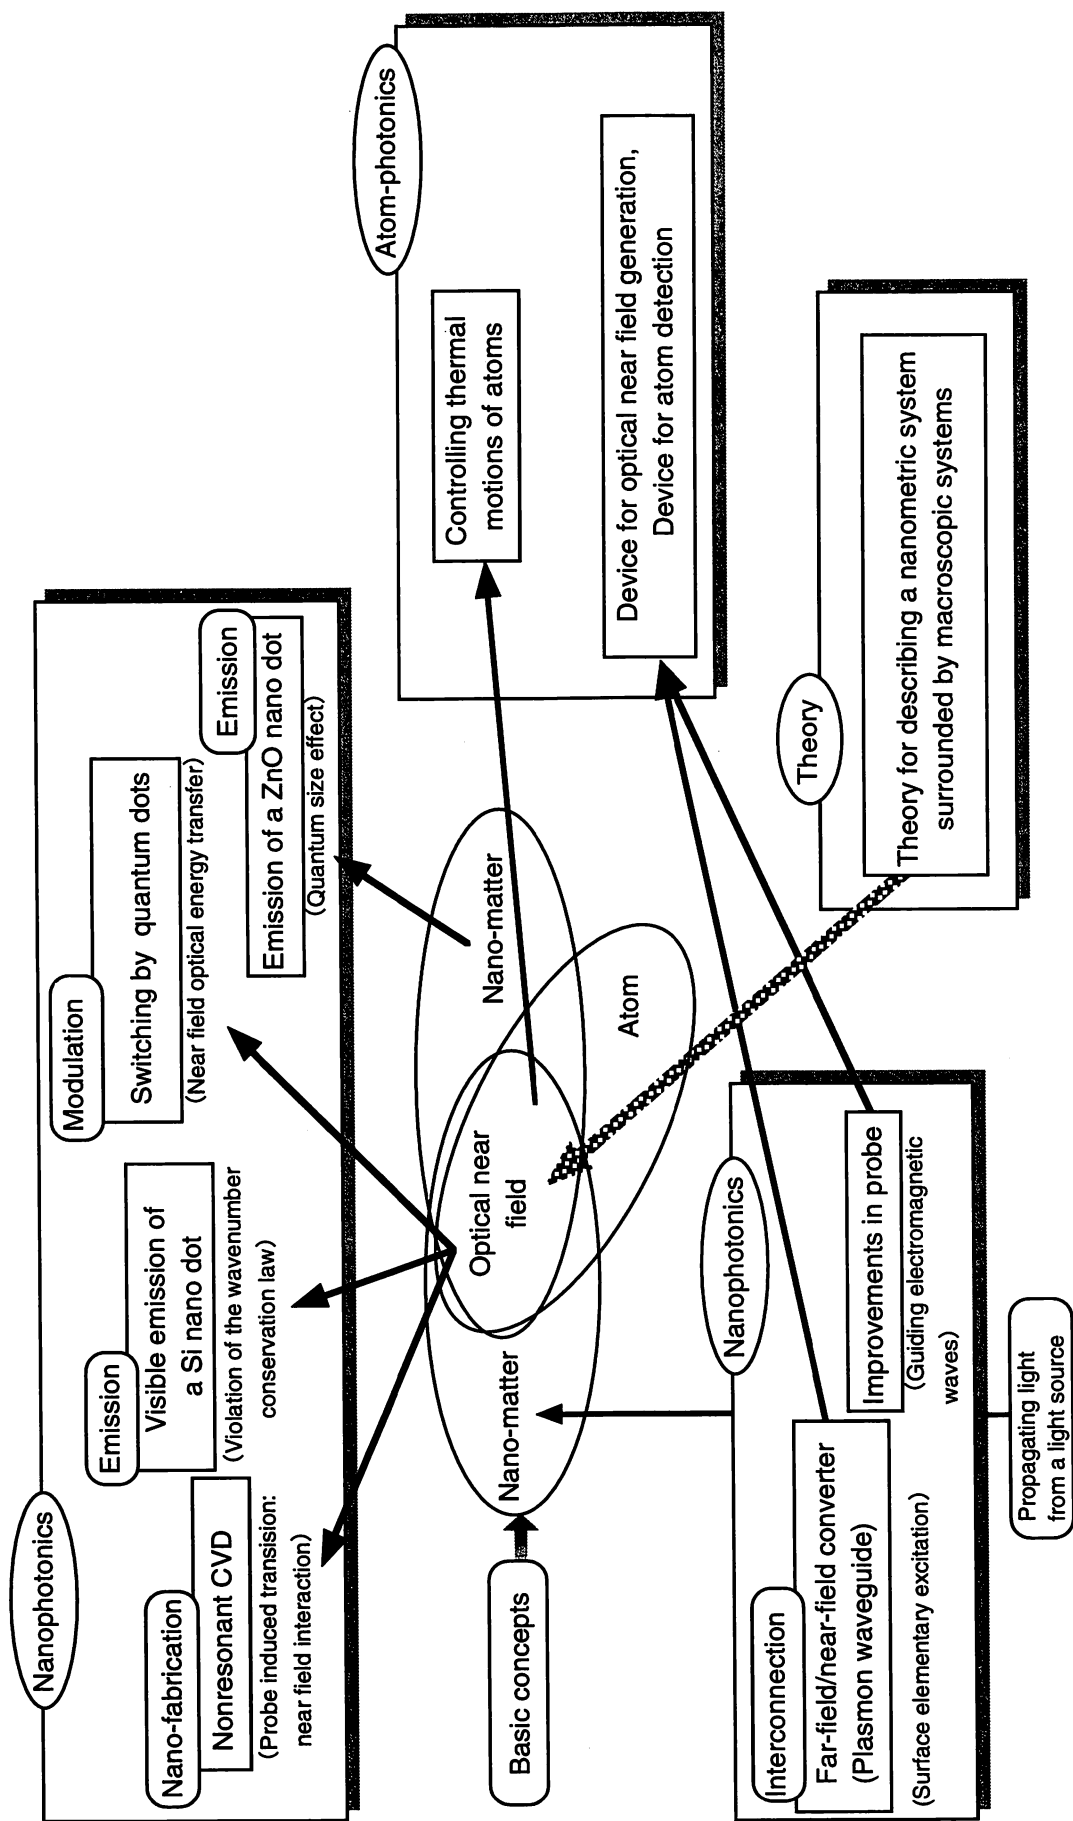 Nanophotonics
Nano-fabrication
Nonresonant CVD
(Probe induced transision:
near field interaction)
Emission
Visible emission of
a Si nano dot
(Violation of the wavenumber
conservation law)
Modulation
Switching by quantum dots
(Near field optical energy transfer)
Emission
Emission of a ZnO nano dot
(Quantum size effect)
Basic concepts
Nano-matter
Optical near
field
Nano-matter
Atom
Atom-photonics
Controlling thermal
motions of atoms
Device for optical near field generation,
Device for atom detection
Nanophotonics
Interconnection
Far-field/near-field converter
(Plasmon waveguide)
(Surface elementary excitation)
Improvements in probe
(Guiding electromagnetic
waves)
Propagating light
from a light source
Theory
Theory for describing a nanometric system
surrounded by macroscopic systems